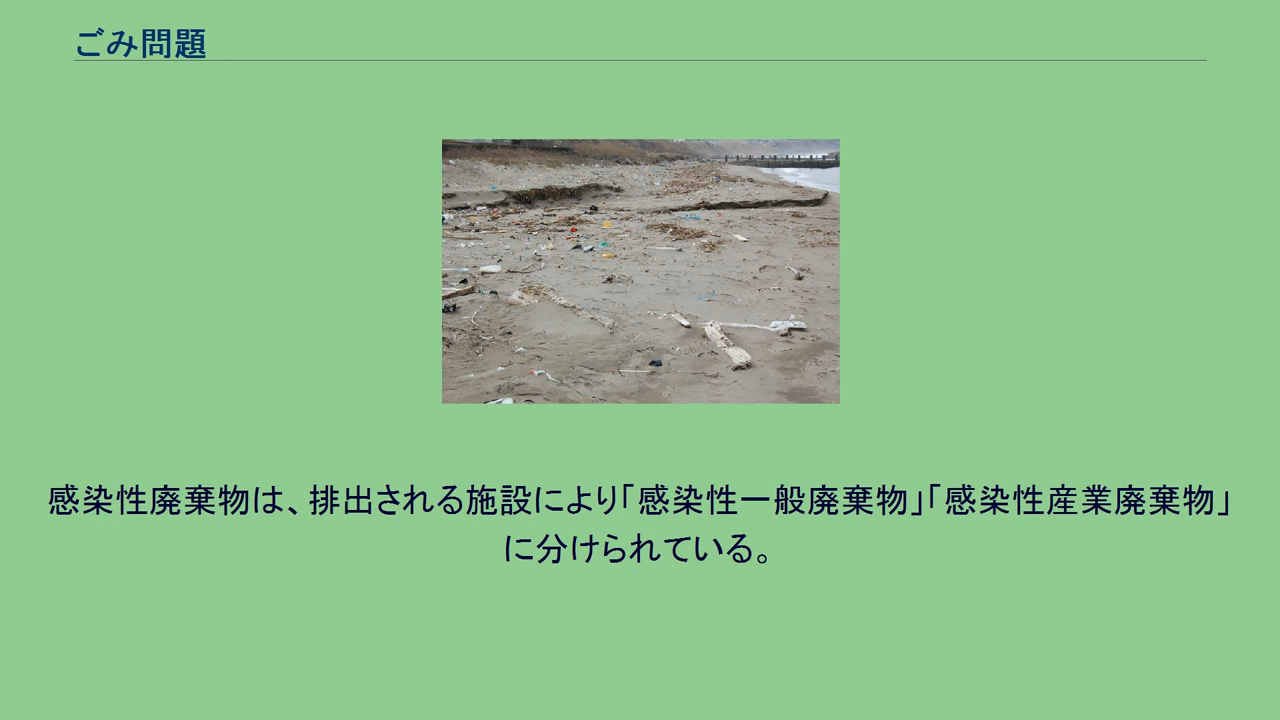 ごみ問題
感染性廃棄物は、排出される施設により「感染性一般廃棄物」「感染性産業廃棄物」
に分けられている。